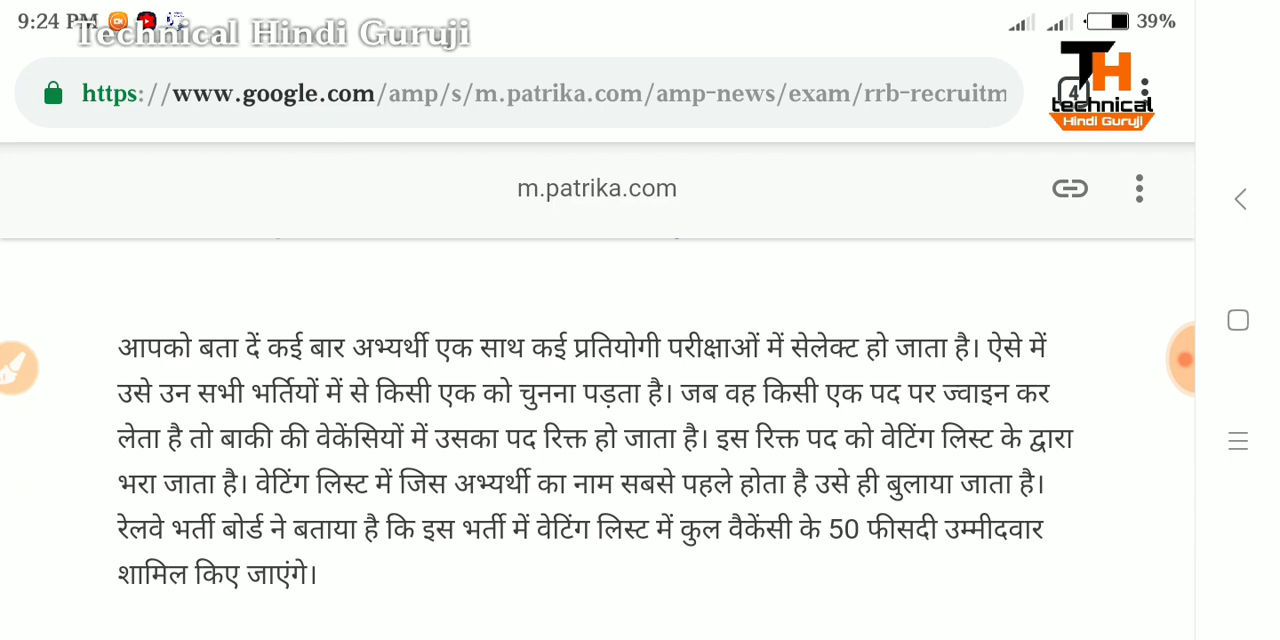 9:24 PM
39%
Technical Hindi Guruji
https://www.google.com/amp/s/m.patrika.com/amp-news/exam/rrb-recruitm
4
TH
technical
Hindi Guruji
m.patrika.com
आपको बता दें कई बार अभ्यर्थी एक साथ कई प्रतियोगी परीक्षाओं में सेलेक्ट हो जाता है। ऐसे में
उसे उन सभी भर्तियों में से किसी एक को चुनना पड़ता है। जब वह किसी एक पद पर ज्वाइन कर
लेता है तो बाकी की वेकेंसियों में उसका पद रिक्त हो जाता है। इस रिक्त पद को वेटिंग लिस्ट के द्वारा
भरा जाता है। वेटिंग लिस्ट में जिस अभ्यर्थी का नाम सबसे पहले होता है उसे ही बुलाया जाता है।
रेलवे भर्ती बोर्ड ने बताया है कि इस भर्ती में वेटिंग लिस्ट में कुल वैकेंसी के 50 फीसदी उम्मीदवार
शामिल किए जाएंगे।